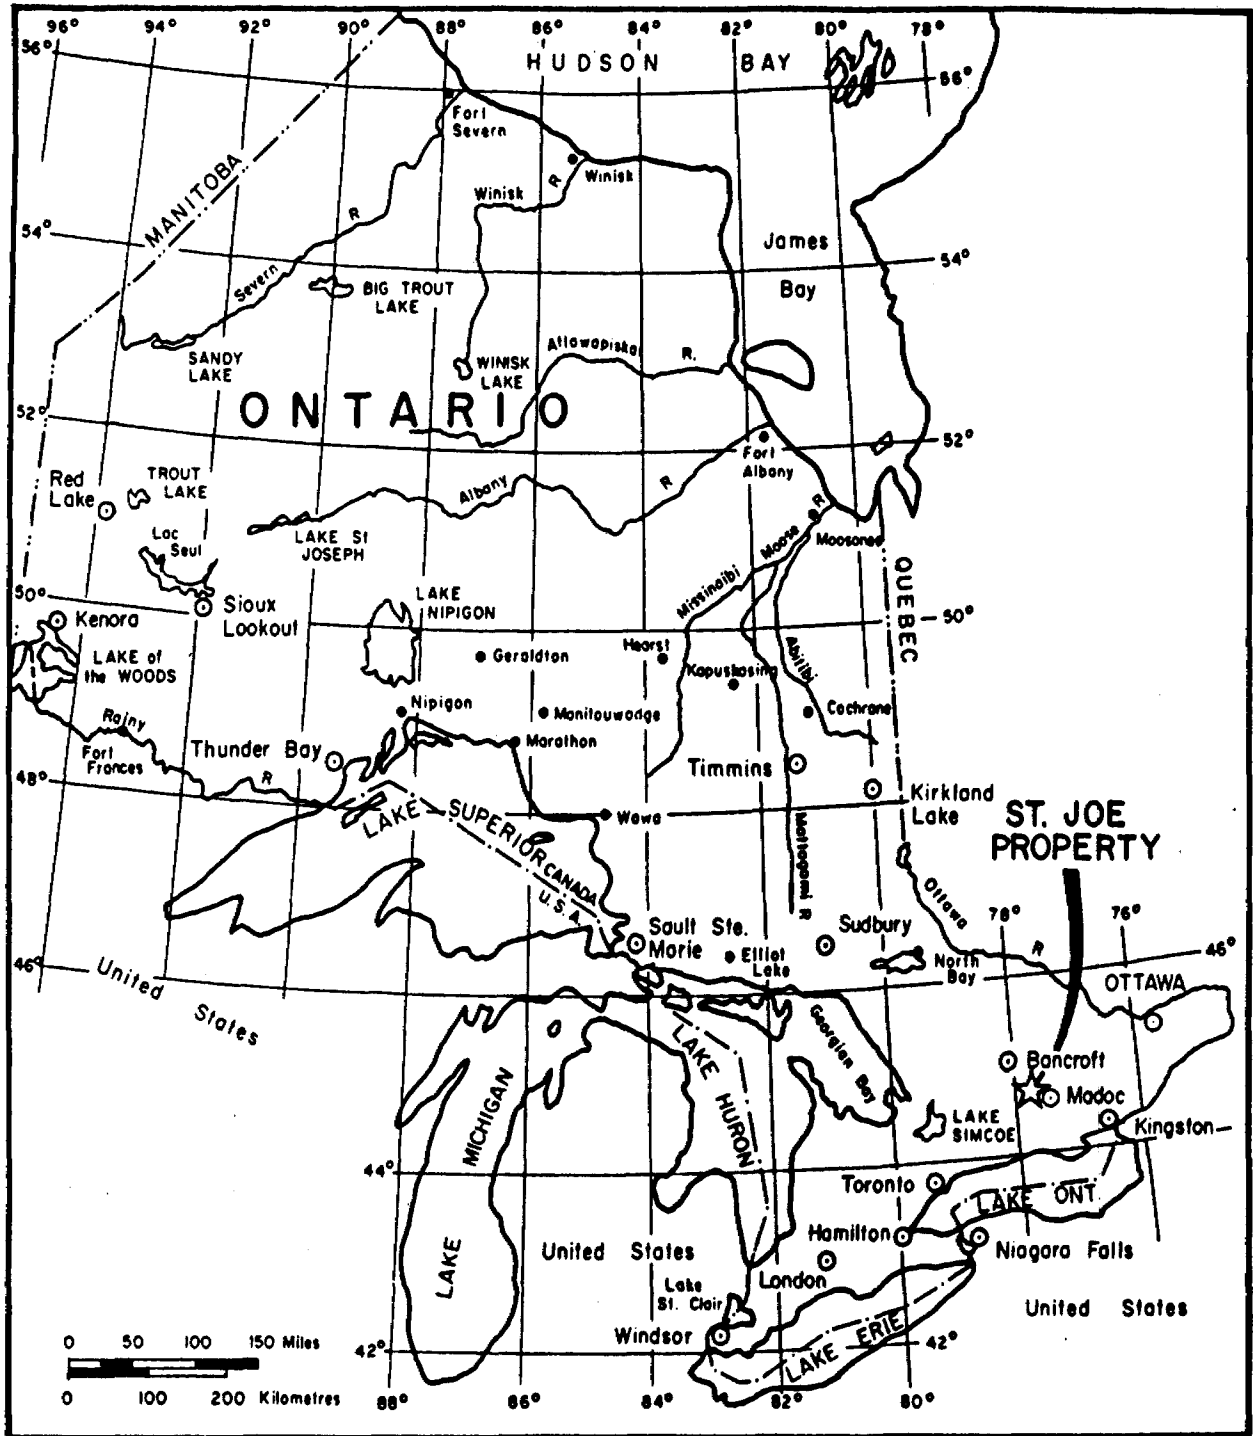 96° 94° 92° 90° 88° 86° 84° 82° 80° 78°
56°
HUDSON BAY
56°
Fort
Severn
MANITOBA
Winisk
Winisk
R
R
54°
James
Bay
54°
Severn
BIG TROUT
LAKE
SANDY
LAKE
WINISK
LAKE
Attawapiskat
R.
ONTARIO
52°
52°
Fort
Albany
Red
Lake
TROUT
LAKE
Albany
R
Lac
Seul
LAKE St
JOSEPH
R
Moose
Moosonee
Missinaibi
QUEBEC
50°
Kenora
Sioux
Lookout
LAKE
NIPIGON
50°
LAKE of
the WOODS
Geraldton
Hearst
Kapuskasing
Abitibi
Nipigon
Manitouwadge
Cochrane
Rainy
Fort
Frances
R
Thunder Bay
Marathon
Timmins
48°
Kirkland
Lake
LAKE SUPERIOR
Wawa
Mattagami R
ST. JOE
PROPERTY
CANADA
U.S.A.
Ottawa
R
78° 76°
Sault Ste.
Marie
Elliot
Lake
Sudbury
North
Bay
46°
46°
United
States
OTTAWA
Georgian Bay
LAKE HURON
LAKE MICHIGAN
Bancroft
Madoc
LAKE
SIMCOE
Kingston
44°
Toronto
LAKE ONT.
Hamilton
Niagara Falls
United States
London
Lake
St. Clair
United States
Windsor
LAKE ERIE
42°
42°
0 50 100 150 Miles
0 100 200 Kilometres
88° 86° 84° 82° 80°